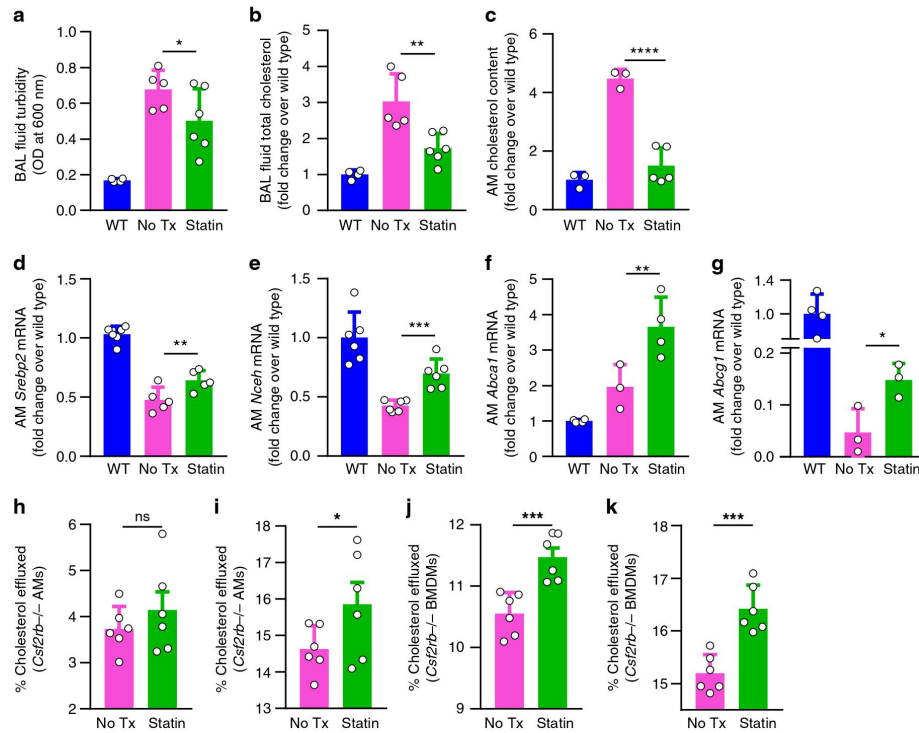 a
BAL fluid turbidity
(OD at 600 nm)
1.0
0.8
0.6
0.4
0.2
0.0
*
WT No Tx Statin
b
BAL fluid total cholesterol
(fold change over wild type)
5
4
3
2
1
0
**
WT No Tx Statin
c
AM cholesterol content
(fold change over wild type)
6
4
2
0
****
WT No Tx Statin
d
AM Srebp2 mRNA
(fold change over wild type)
1.5
1.0
0.5
0.0
**
WT No Tx Statin
e
AM Nceh mRNA
(fold change over wild type)
1.5
1.0
0.5
0.0
***
WT No Tx Statin
f
AM Abca1 mRNA
(fold change over wild type)
5
4
3
2
1
0
**
WT No Tx Statin
g
AM Abcg1 mRNA
(fold change over wild type)
1.4
1.0
0.2
0.1
0.0
*
WT No Tx Statin
h
% Cholesterol effluxed
(Csf2rb–/– AMs)
6
5
4
3
2
ns
No Tx Statin
i
% Cholesterol effluxed
(Csf2rb–/– AMs)
18
17
16
15
14
13
*
No Tx Statin
j
% Cholesterol effluxed
(Csf2rb–/– BMDMs)
12
11
10
9
***
No Tx Statin
k
% Cholesterol effluxed
(Csf2rb–/– BMDMs)
18
17
16
15
***
No Tx Statin